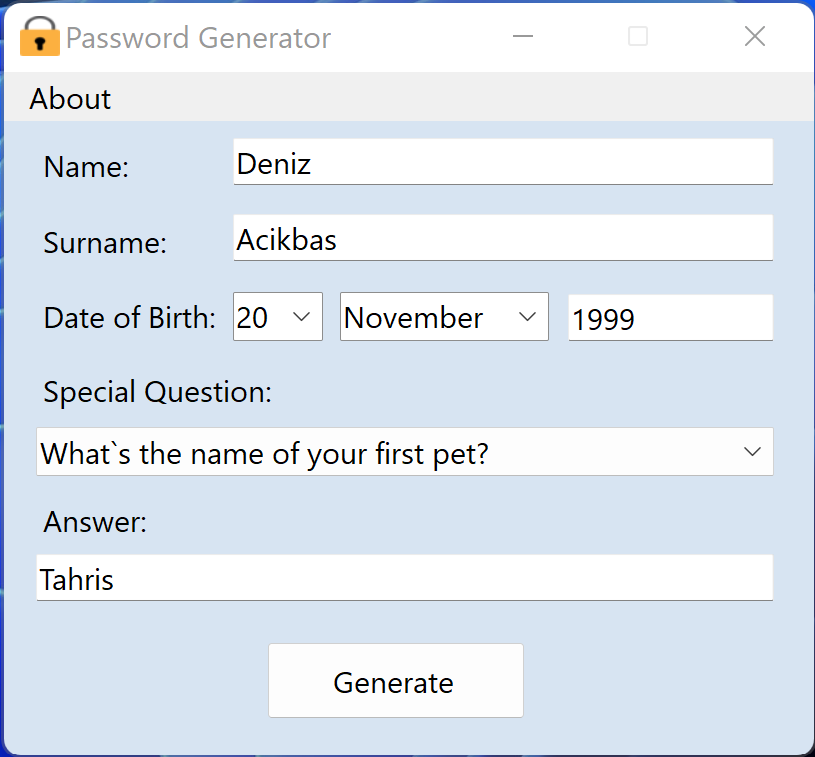 Password Generator
About
Name: Deniz
Surname: Acikbas
Date of Birth: 20 November 1999
Special Question:
What`s the name of your first pet?
Answer:
Tahris
Generate